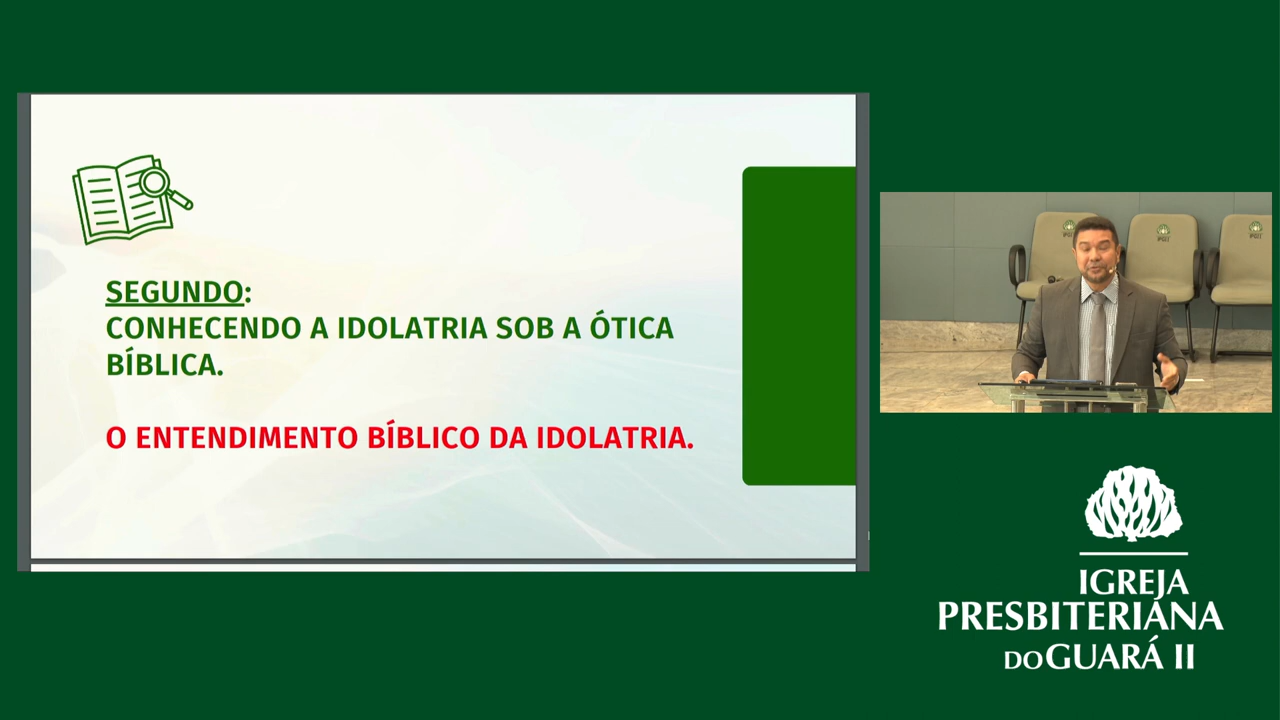 SEGUNDO:
CONHECENDO A IDOLATRIA SOB A ÓTICA
BÍBLICA.
O ENTENDIMENTO BÍBLICO DA IDOLATRIA.
IGREJA
PRESBITERIANA
DO GUARÁ II